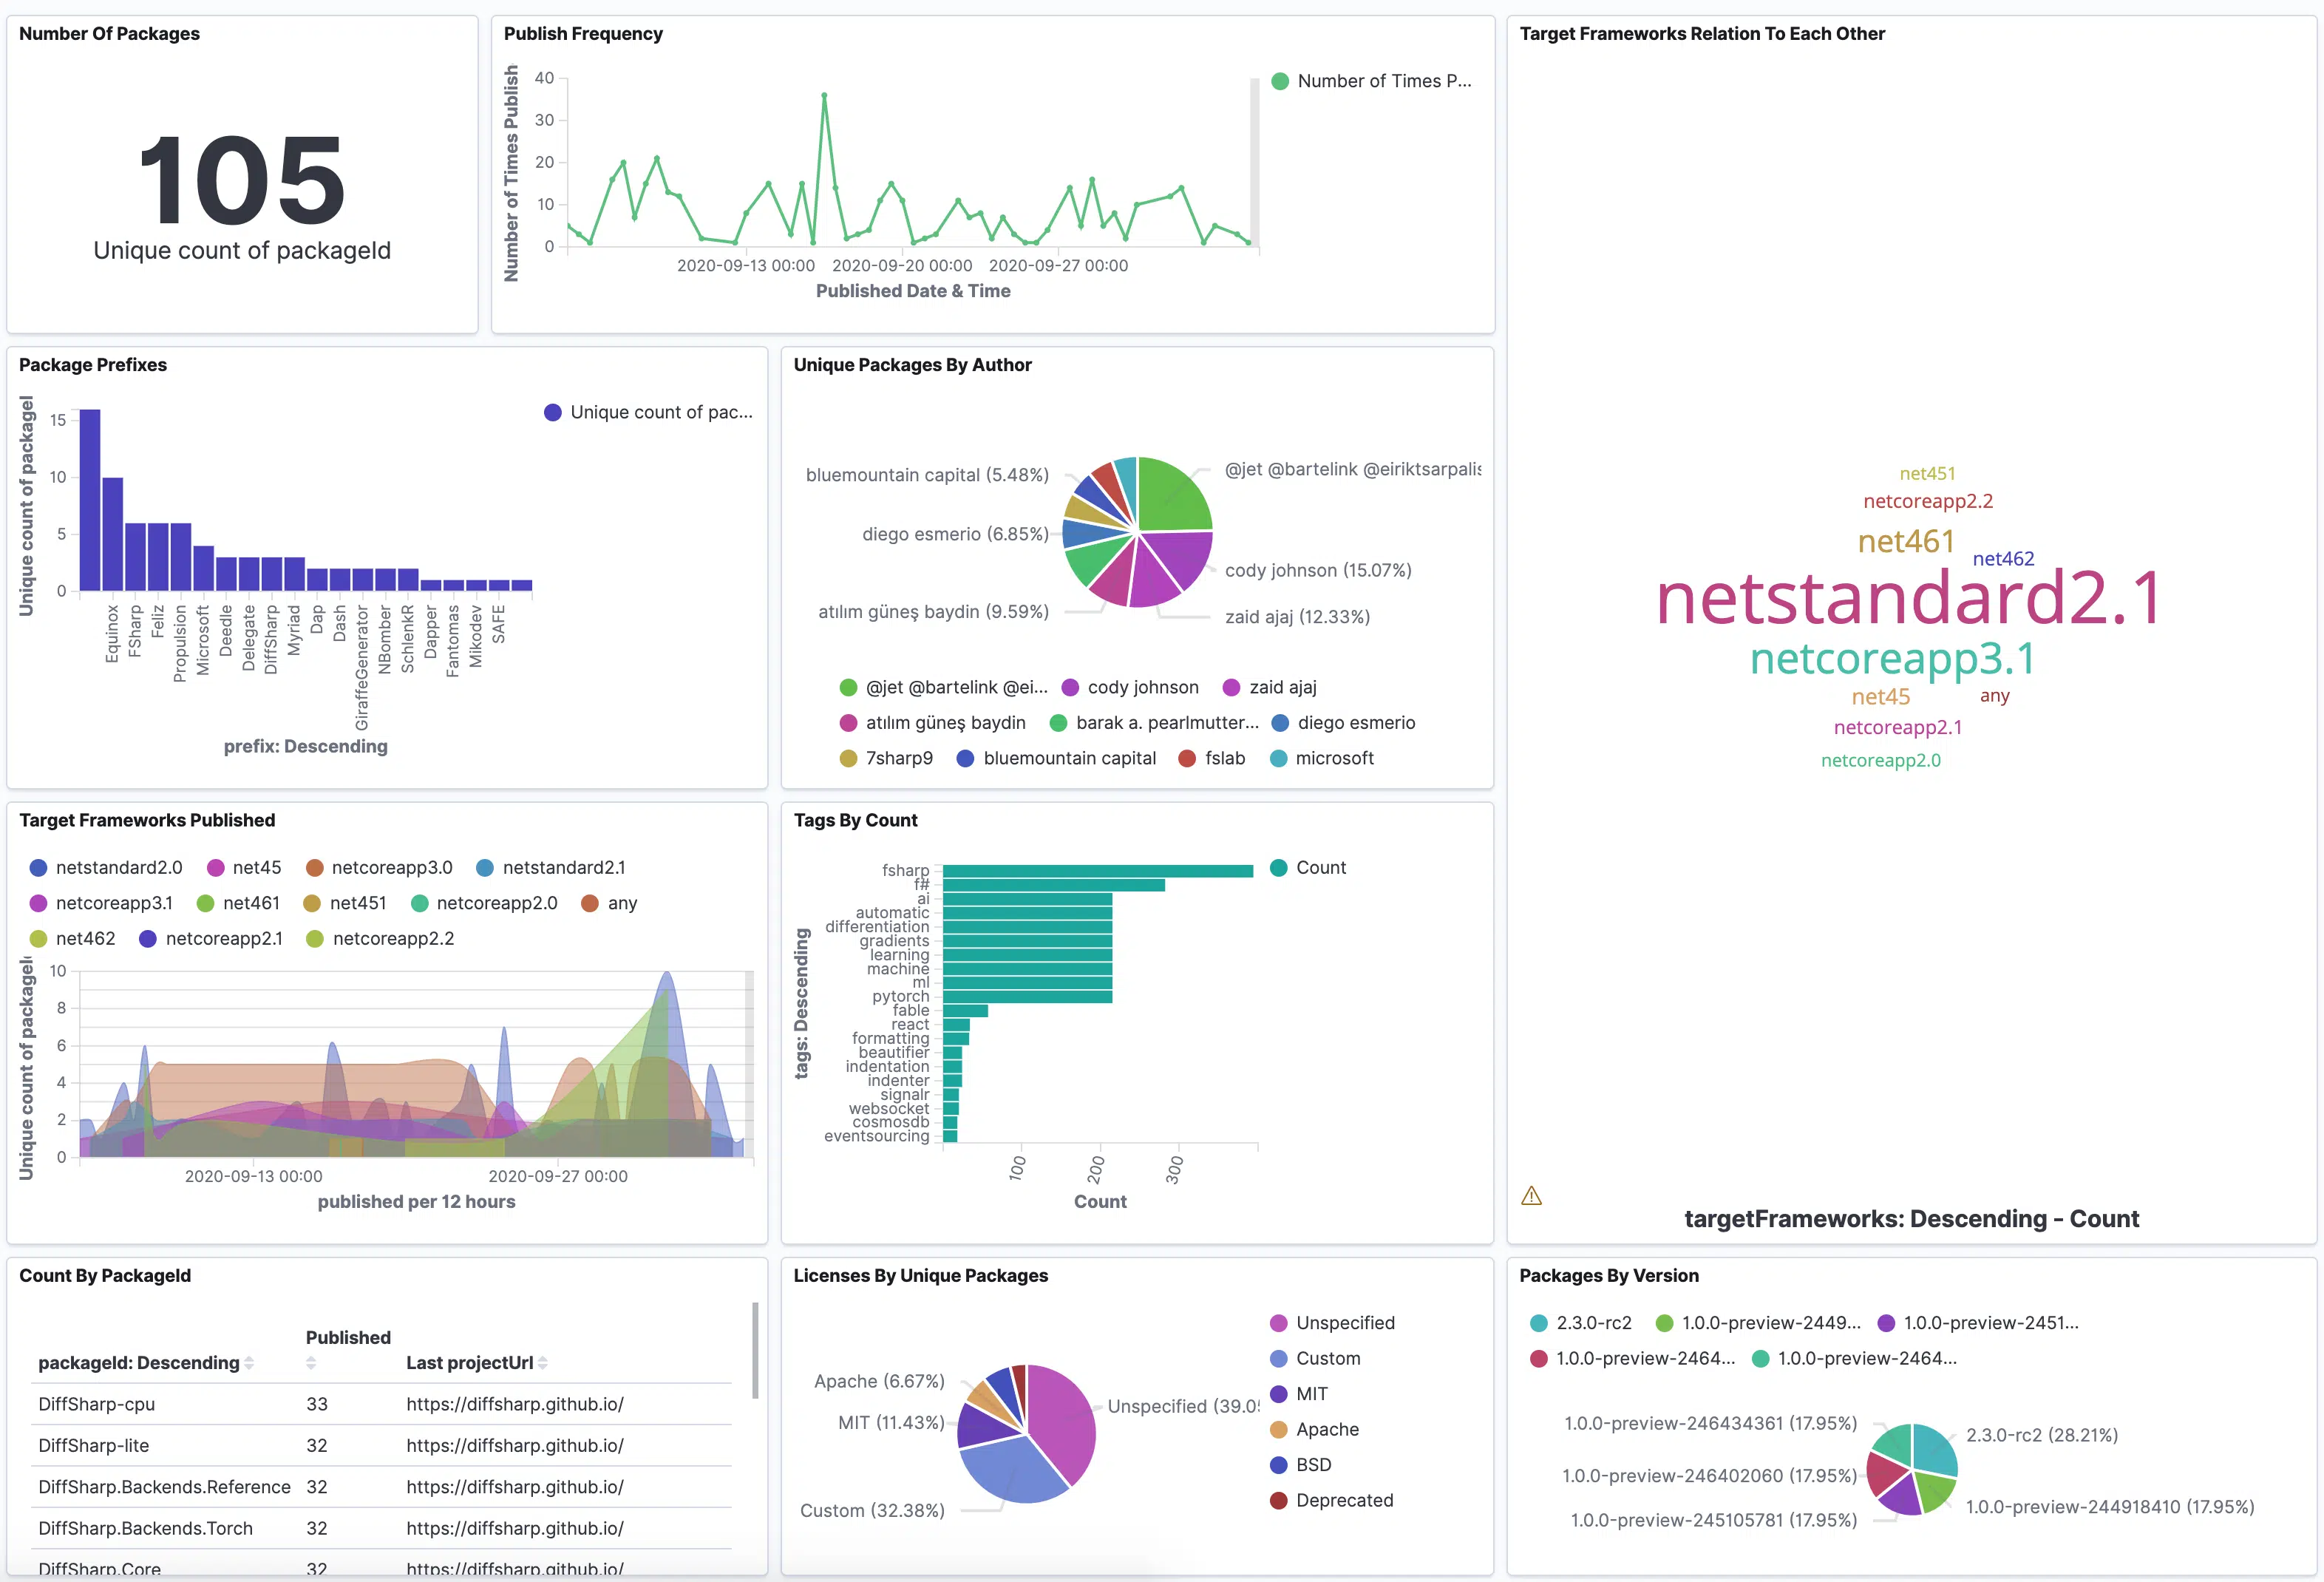 Number Of Packages
105
Unique count of packageId
Publish Frequency
Number of Times Publish
40
30
20
10
0
2020-09-13 00:00 2020-09-20 00:00 2020-09-27 00:00
Published Date & Time
Number of Times P...
Target Frameworks Relation To Each Other
net451
netcoreapp2.2
net461
net462
netstandard2.1
netcoreapp3.1
net45
any
netcoreapp2.1
netcoreapp2.0
targetFrameworks: Descending - Count
Package Prefixes
Unique count of packageI
15
10
5
0
Equinox
FSharp
Feliz
Propulsion
Microsoft
Deedle
Delegate
DiffSharp
Myriad
Dap
Dash
GiraffeGenerator
NBomber
SchlenkR
Dapper
Fantomas
Mikodev
SAFE
prefix: Descending
Unique count of pac...
Unique Packages By Author
bluemountain capital (5.48%)
@jet @bartelink @eiriktsarpalis
diego esmerio (6.85%)
cody johnson (15.07%)
atılım güneş baydin (9.59%)
zaid ajaj (12.33%)
@jet @bartelink @ei... cody johnson zaid ajaj
atılım güneş baydin barak a. pearlmutter... diego esmerio
7sharp9 bluemountain capital fslab microsoft
Target Frameworks Published
netstandard2.0 net45 netcoreapp3.0 netstandard2.1
netcoreapp3.1 net461 net451 netcoreapp2.0 any
net462 netcoreapp2.1 netcoreapp2.2
Unique count of packageI
10
8
6
4
2
0
2020-09-13 00:00 2020-09-27 00:00
published per 12 hours
Tags By Count
tags: Descending
fsharp
f#
ai
automatic
differentiation
gradients
learning
machine
ml
pytorch
fable
react
formatting
beautifier
indentation
indenter
signalr
websocket
cosmosdb
eventsourcing
100
200
300
Count
Count
Count By PackageId
packageId: Descending Published Last projectUrl
DiffSharp-cpu 33 https://diffsharp.github.io/
DiffSharp-lite 32 https://diffsharp.github.io/
DiffSharp.Backends.Reference 32 https://diffsharp.github.io/
DiffSharp.Backends.Torch 32 https://diffsharp.github.io/
DiffSharp.Core 32 https://diffsharp.github.io/
Licenses By Unique Packages
Apache (6.67%)
MIT (11.43%)
Unspecified (39.0
Custom (32.38%)
Unspecified
Custom
MIT
Apache
BSD
Deprecated
Packages By Version
2.3.0-rc2 1.0.0-preview-2449... 1.0.0-preview-2451...
1.0.0-preview-2464... 1.0.0-preview-2464...
1.0.0-preview-246434361 (17.95%)
2.3.0-rc2 (28.21%)
1.0.0-preview-246402060 (17.95%)
1.0.0-preview-244918410 (17.95%)
1.0.0-preview-245105781 (17.95%)